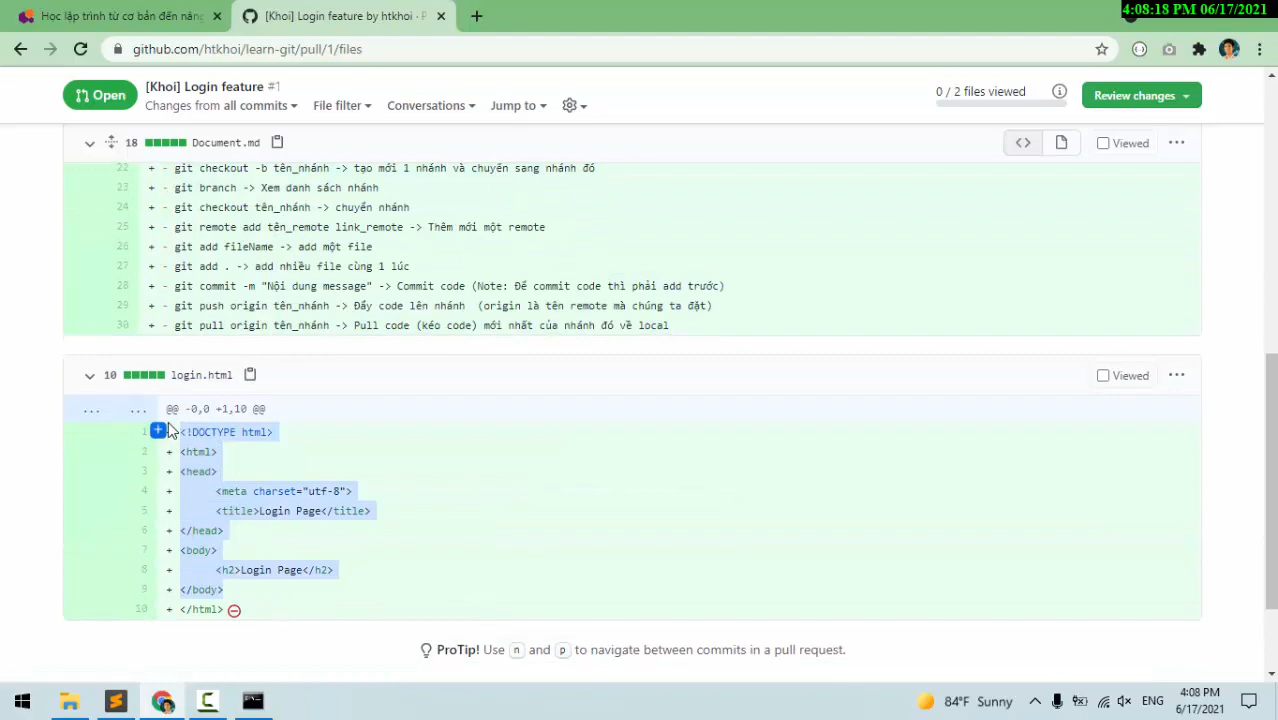 4:08:18 PM 06/17/2021
Học lập trình từ cơ bản đến nâng
[Khoi] Login feature by htkhoi · P
github.com/htkhoi/learn-git/pull/1/files
Open
[Khoi] Login feature #1
Changes from all commits
File filter
Conversations
Jump to
0 / 2 files viewed
Review changes
18 Document.md
Viewed
22 + - git checkout -b tên_nhánh -> tạo mới 1 nhánh và chuyển sang nhánh đó
23 + - git branch -> Xem danh sách nhánh
24 + - git checkout tên_nhánh -> chuyển nhánh
25 + - git remote add tên_remote link_remote -> Thêm mới một remote
26 + - git add fileName -> add một file
27 + - git add . -> add nhiều file cùng 1 lúc
28 + - git commit -m "Nội dung message" -> Commit code (Note: Để commit code thì phải add trước)
29 + - git push origin tên_nhánh -> Đẩy code lên nhánh (origin là tên remote mà chúng ta đặt)
30 + - git pull origin tên_nhánh -> Pull code (kéo code) mới nhất của nhánh đó về local
10 login.html
Viewed
... ... @@ -0,0 +1,10 @@
1 + <!DOCTYPE html>
2 + <html>
3 + <head>
4 + <meta charset="utf-8">
5 + <title>Login Page</title>
6 + </head>
7 + <body>
8 + <h2>Login Page</h2>
9 + </body>
10 + </html>
ProTip! Use n and p to navigate between commits in a pull request.
84°F Sunny
ENG
4:08 PM
6/17/2021